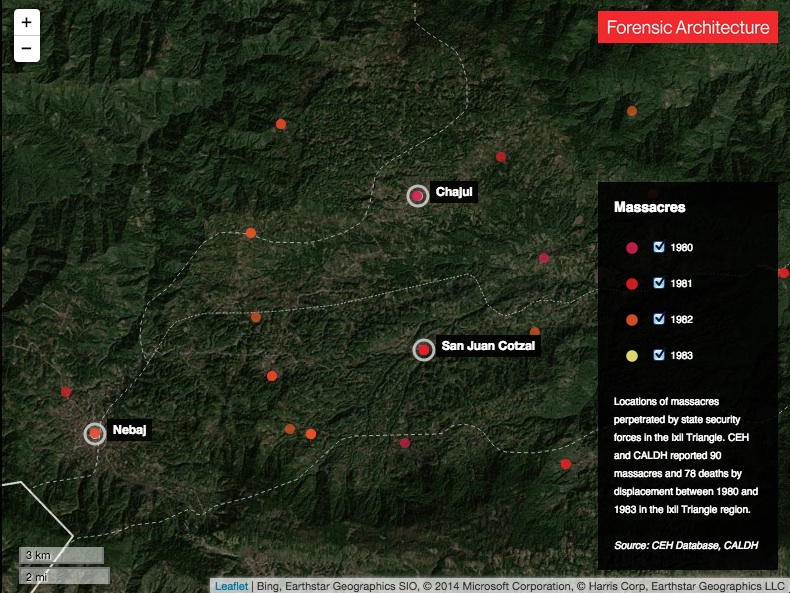 +
−
Forensic Architecture
Chajul
Massacres
1980
1981
1982
1983
San Juan Cotzal
Nebaj
Locations of massacres
perpetrated by state security
forces in the Ixil Triangle. CEH
and CALDH reported 90
massacres and 78 deaths by
displacement between 1980 and
1983 in the Ixil Triangle region.
Source: CEH Database, CALDH
3 km
2 mi
Leaflet | Bing, Earthstar Geographics SIO, © 2014 Microsoft Corporation, © Harris Corp, Earthstar Geographics LLC